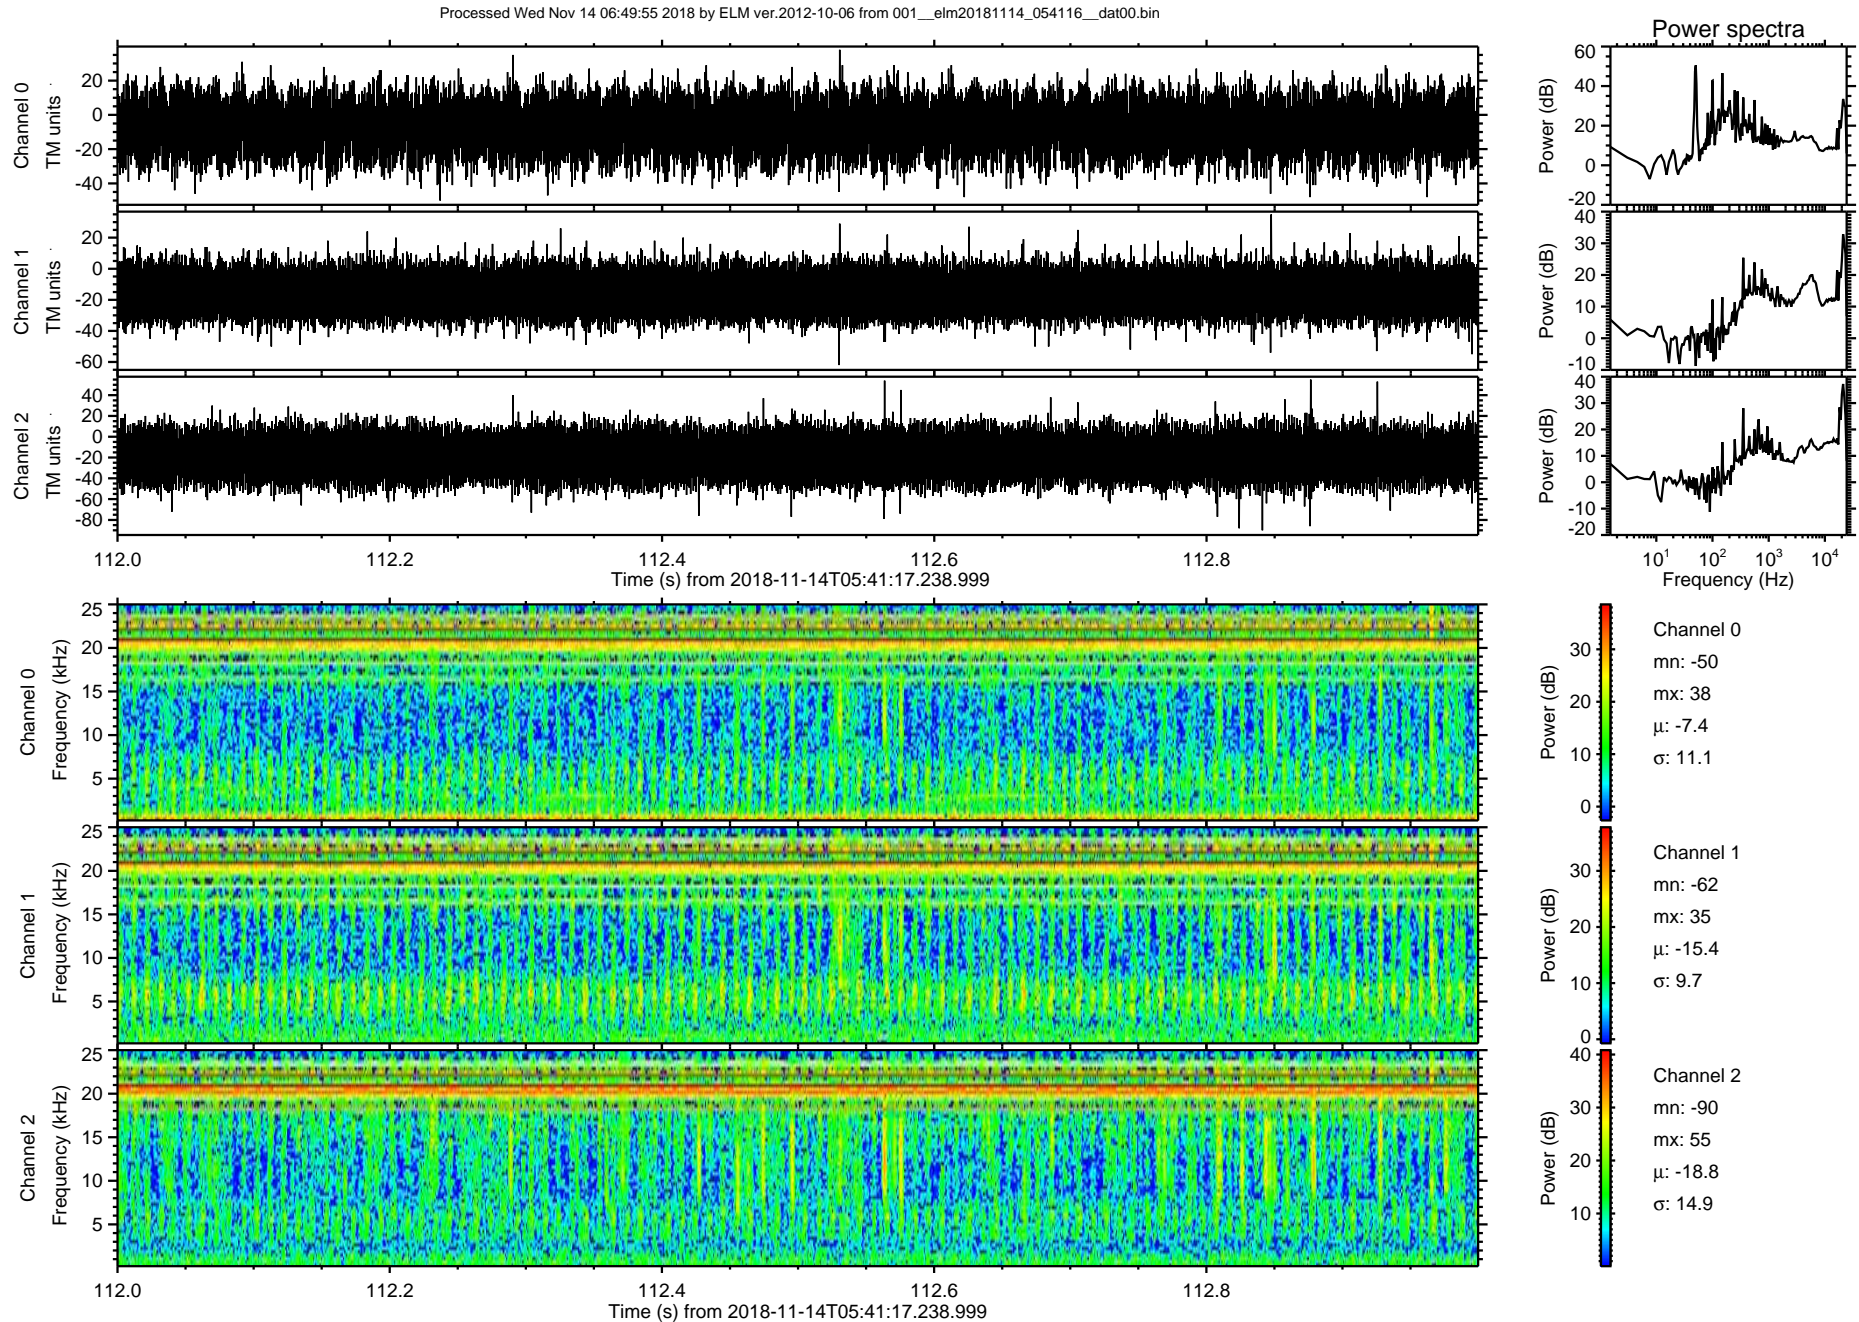 Processed Wed Nov 14 06:49:55 2018 by ELM ver.2012-10-06 from 001__elm20181114_054116__dat00.bin
Power spectra
Channel 0
TM units
20
0
-20
-40
Power (dB)
60
40
20
0
-20
Channel 1
TM units
20
0
-20
-40
-60
Power (dB)
40
30
20
10
0
-10
Channel 2
TM units
40
20
0
-20
-40
-60
-80
Power (dB)
40
30
20
10
0
-10
-20
112.0 112.2 112.4 112.6 112.8
Time (s) from 2018-11-14T05:41:17.238.999
10¹ 10² 10³ 10⁴
Frequency (Hz)
Channel 0
Frequency (kHz)
25
20
15
10
5
Power (dB)
30
20
10
0
Channel 0
mn: -50
mx: 38
µ: -7.4
σ: 11.1
Channel 1
Frequency (kHz)
25
20
15
10
5
Power (dB)
30
20
10
0
Channel 1
mn: -62
mx: 35
µ: -15.4
σ: 9.7
Channel 2
Frequency (kHz)
25
20
15
10
5
Power (dB)
40
30
20
10
Channel 2
mn: -90
mx: 55
µ: -18.8
σ: 14.9
112.0 112.2 112.4 112.6 112.8
Time (s) from 2018-11-14T05:41:17.238.999